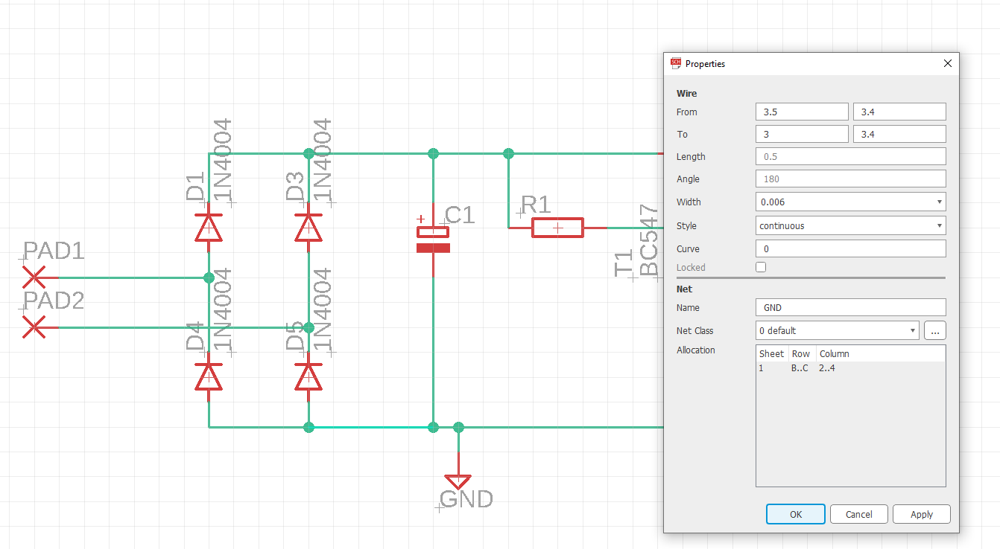 PAD1
PAD2
D1
1N4004
D3
1N4004
D4
1N4004
D5
1N4004
+
C1
R1
T1
BC547
GND
SCH
Properties
Wire
From 3.5 3.4
To 3 3.4
Length 0.5
Angle 180
Width 0.006
Style continuous
Curve 0
Locked
Net
Name GND
Net Class 0 default ...
Allocation
Sheet Row Column
1 B..C 2..4
OK Cancel Apply